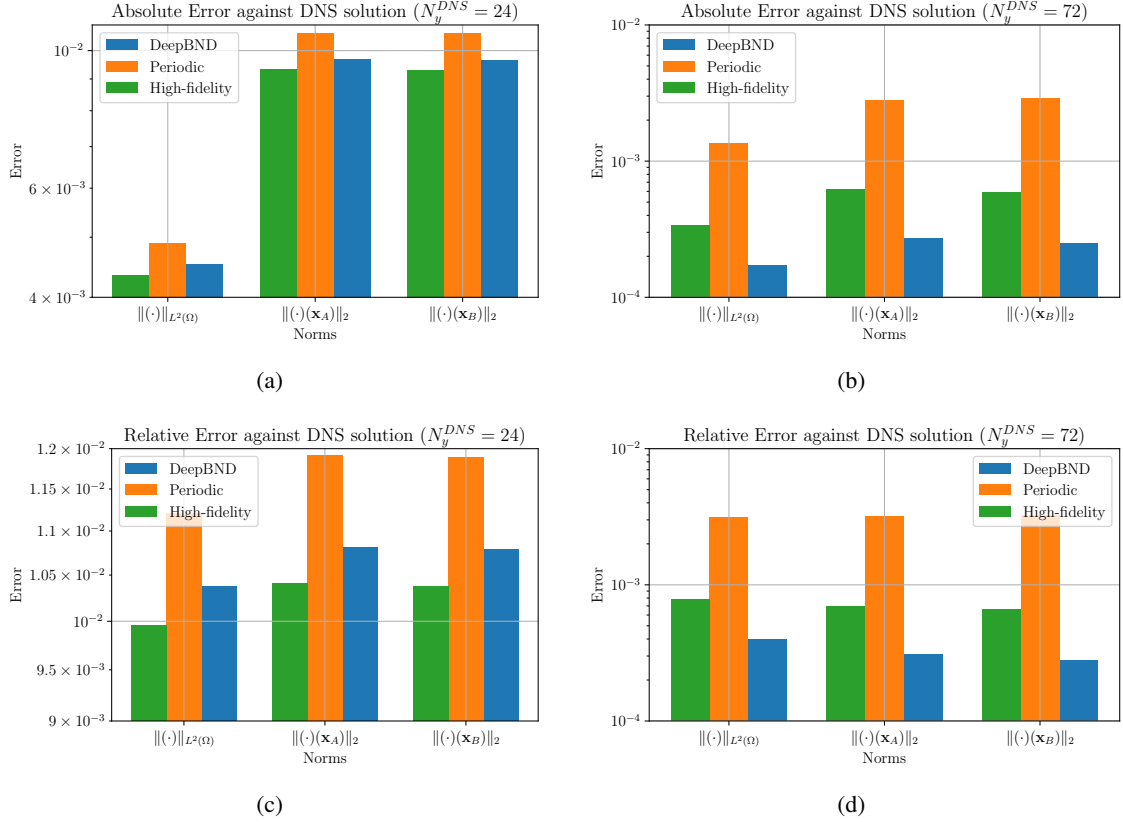 Absolute Error against DNS solution (N_y^{DNS} = 24)
10^{-2}
6 × 10^{-3}
4 × 10^{-3}
Error
DeepBND
Periodic
High-fidelity
‖(·)‖_{L^2(Ω)}
‖(·)(x_A)‖_2
‖(·)(x_B)‖_2
Norms
(a)
Absolute Error against DNS solution (N_y^{DNS} = 72)
10^{-2}
10^{-3}
10^{-4}
Error
DeepBND
Periodic
High-fidelity
‖(·)‖_{L^2(Ω)}
‖(·)(x_A)‖_2
‖(·)(x_B)‖_2
Norms
(b)
Relative Error against DNS solution (N_y^{DNS} = 24)
1.2 × 10^{-2}
1.15 × 10^{-2}
1.1 × 10^{-2}
1.05 × 10^{-2}
10^{-2}
9.5 × 10^{-3}
9 × 10^{-3}
Error
DeepBND
Periodic
High-fidelity
‖(·)‖_{L^2(Ω)}
‖(·)(x_A)‖_2
‖(·)(x_B)‖_2
Norms
(c)
Relative Error against DNS solution (N_y^{DNS} = 72)
10^{-2}
10^{-3}
10^{-4}
Error
DeepBND
Periodic
High-fidelity
‖(·)‖_{L^2(Ω)}
‖(·)(x_A)‖_2
‖(·)(x_B)‖_2
Norms
(d)